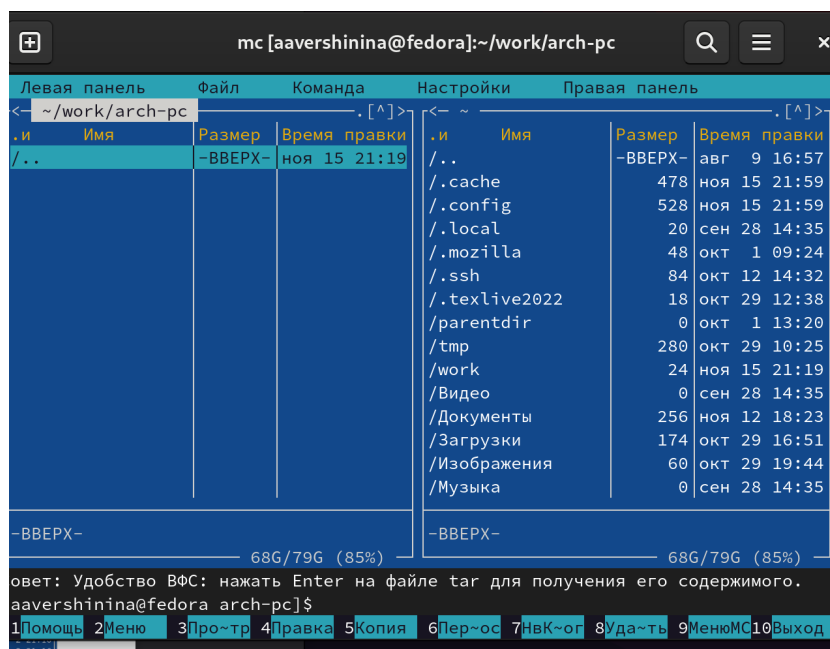 mc [aavershinina@fedora]:~/work/arch-pc
Левая панель Файл Команда Настройки Правая панель
<— ~/work/arch-pc .[^]> <— ~ .[^]>
.и Имя Размер Время правки .и Имя Размер Время правки
/.. -ВВЕРХ- ноя 15 21:19 /.. -ВВЕРХ- авг 9 16:57
/.cache 478 ноя 15 21:59
/.config 528 ноя 15 21:59
/.local 20 сен 28 14:35
/.mozilla 48 окт 1 09:24
/.ssh 84 окт 12 14:32
/.texlive2022 18 окт 29 12:38
/parentdir 0 окт 1 13:20
/tmp 280 окт 29 10:25
/work 24 ноя 15 21:19
/Видео 0 сен 28 14:35
/Документы 256 ноя 12 18:23
/Загрузки 174 окт 29 16:51
/Изображения 60 окт 29 19:44
/Музыка 0 сен 28 14:35
-ВВЕРХ- -ВВЕРХ-
68G/79G (85%) 68G/79G (85%)
овет: Удобство ВФС: нажать Enter на файле tar для получения его содержимого.
aavershinina@fedora arch-pc]$
1Помощь 2Меню 3Про~тр 4Правка 5Копия 6Пер~ос 7НвК~ог 8Уда~ть 9МенюMC10Выход